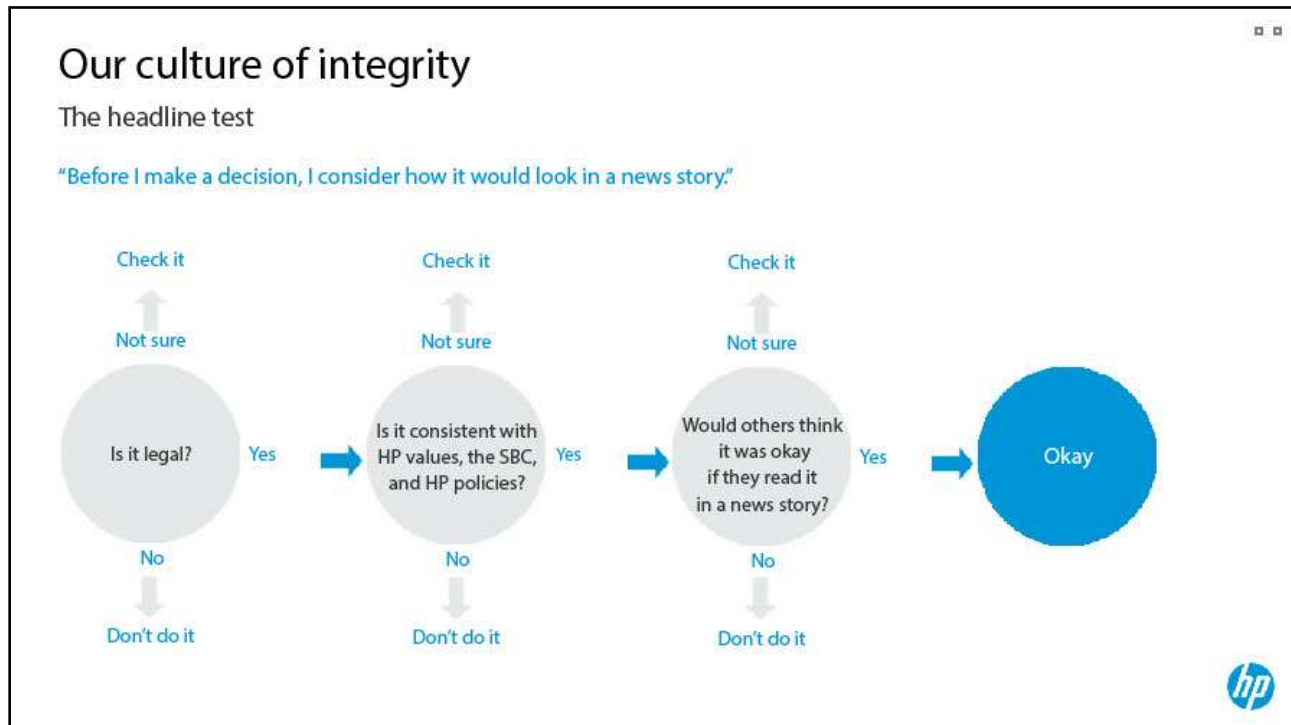 Our culture of integrity
The headline test
“Before I make a decision, I consider how it would look in a news story.”
Check it
Check it
Check it
Not sure
Not sure
Not sure
Is it legal?
Yes
Is it consistent with
HP values, the SBC,
and HP policies?
Yes
Would others think
it was okay
if they read it
in a news story?
Yes
Okay
No
No
No
Don't do it
Don't do it
Don't do it
hp